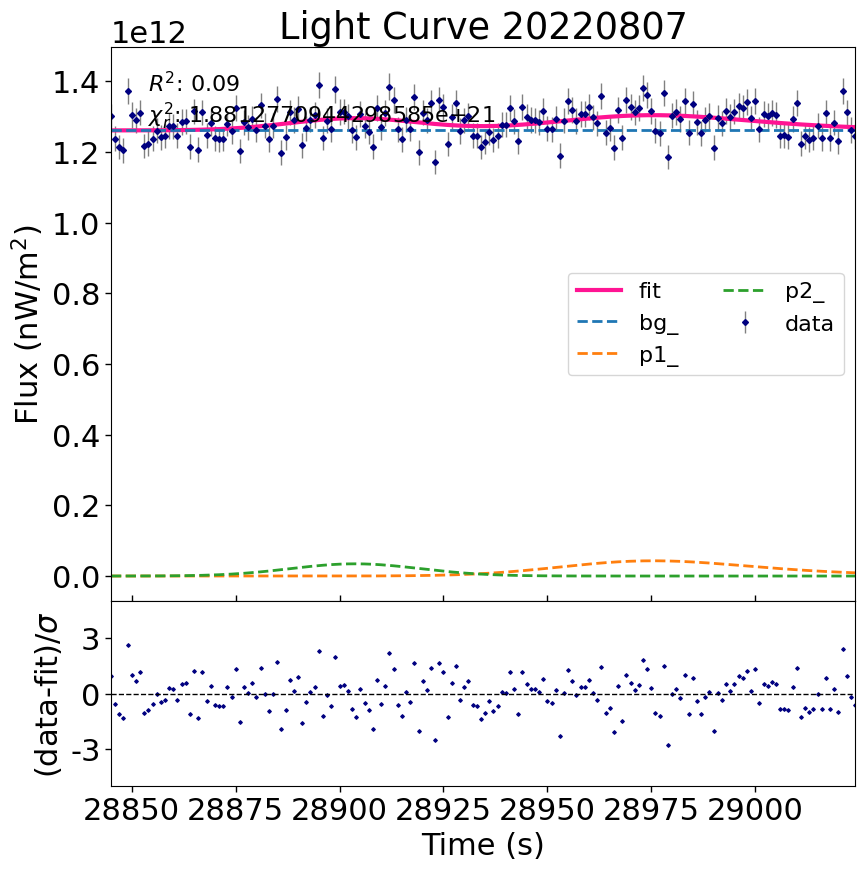 Light Curve 20220807
1e12
R²: 0.09
χ²: 1.8812770944298585e+21
1.4
1.2
1.0
0.8
0.6
0.4
0.2
0.0
Flux (nW/m²)
fit
bg_
p1_
p2_
data
3
0
-3
(data-fit)/σ
28850 28875 28900 28925 28950 28975 29000
Time (s)